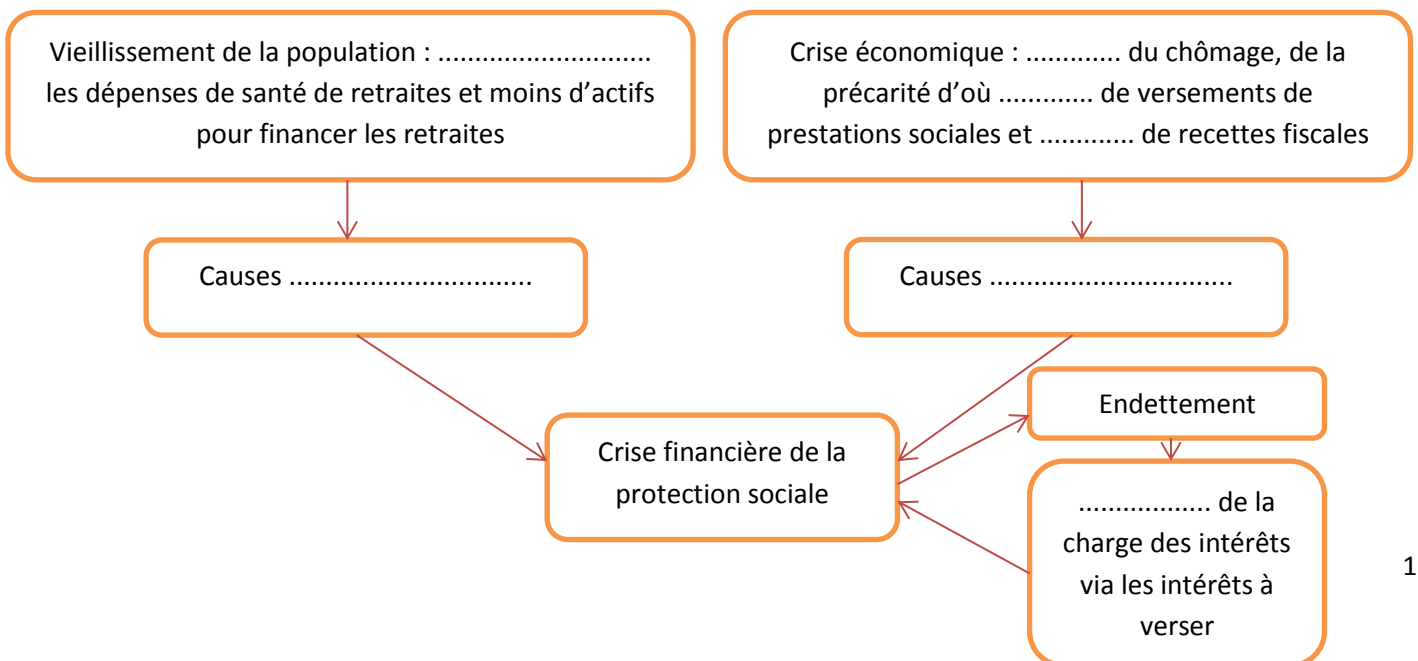 Vieillissement de la population : .............................
les dépenses de santé de retraites et moins d’actifs
pour financer les retraites
Crise économique : ............. du chômage, de la
précarité d’où ............. de versements de
prestations sociales et ............. de recettes fiscales
Causes .................................
Causes .................................
Endettement
Crise financière de la
protection sociale
.................. de la
charge des intérêts
via les intérêts à
verser
1